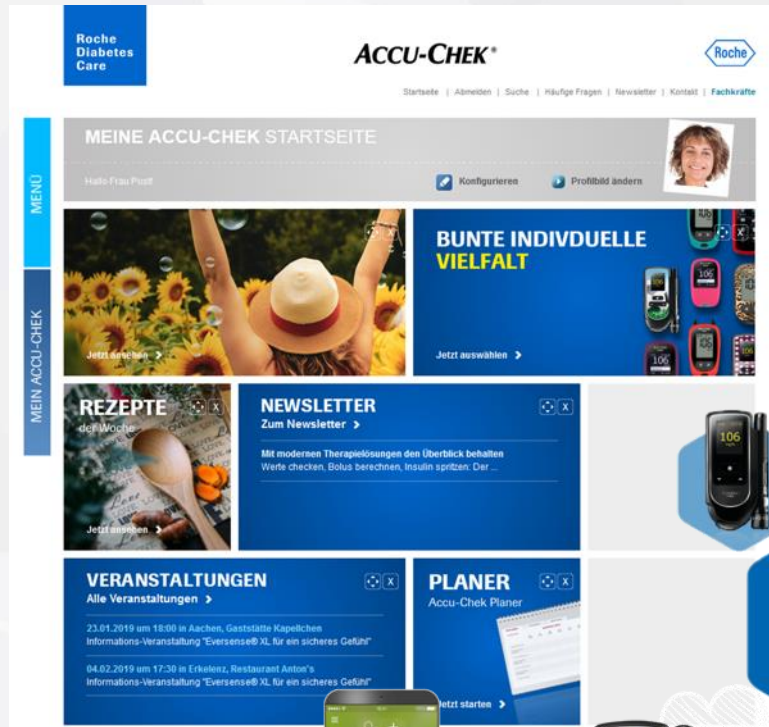 Roche
Diabetes
Care
ACCU-CHEK®
Roche
Startseite | Abmelden | Suche | Häufige Fragen | Newsletter | Kontakt | Fachkräfte
MENÜ
MEIN ACCU-CHEK
MEINE ACCU-CHEK STARTSEITE
Hallo Frau Post!
Konfigurieren
Profilbild ändern
Jetzt ansehen
BUNTE INDIVDUELLE
VIELFALT
Jetzt auswählen
REZEPTE
der Woche
Jetzt ansehen
NEWSLETTER
Zum Newsletter
Mit modernen Therapielösungen den Überblick behalten
Werte checken, Bolus berechnen, Insulin spritzen: Der ...
106
VERANSTALTUNGEN
Alle Veranstaltungen
23.01.2019 um 18:00 in Aachen, Gaststätte Kapellchen
Informations-Veranstaltung "Eversense® XL für ein sicheres Gefühl"
04.02.2019 um 17:30 in Erkelenz, Restaurant Anton's
Informations-Veranstaltung "Eversense® XL für ein sicheres Gefühl"
PLANER
Accu-Chek Planer
Jetzt starten